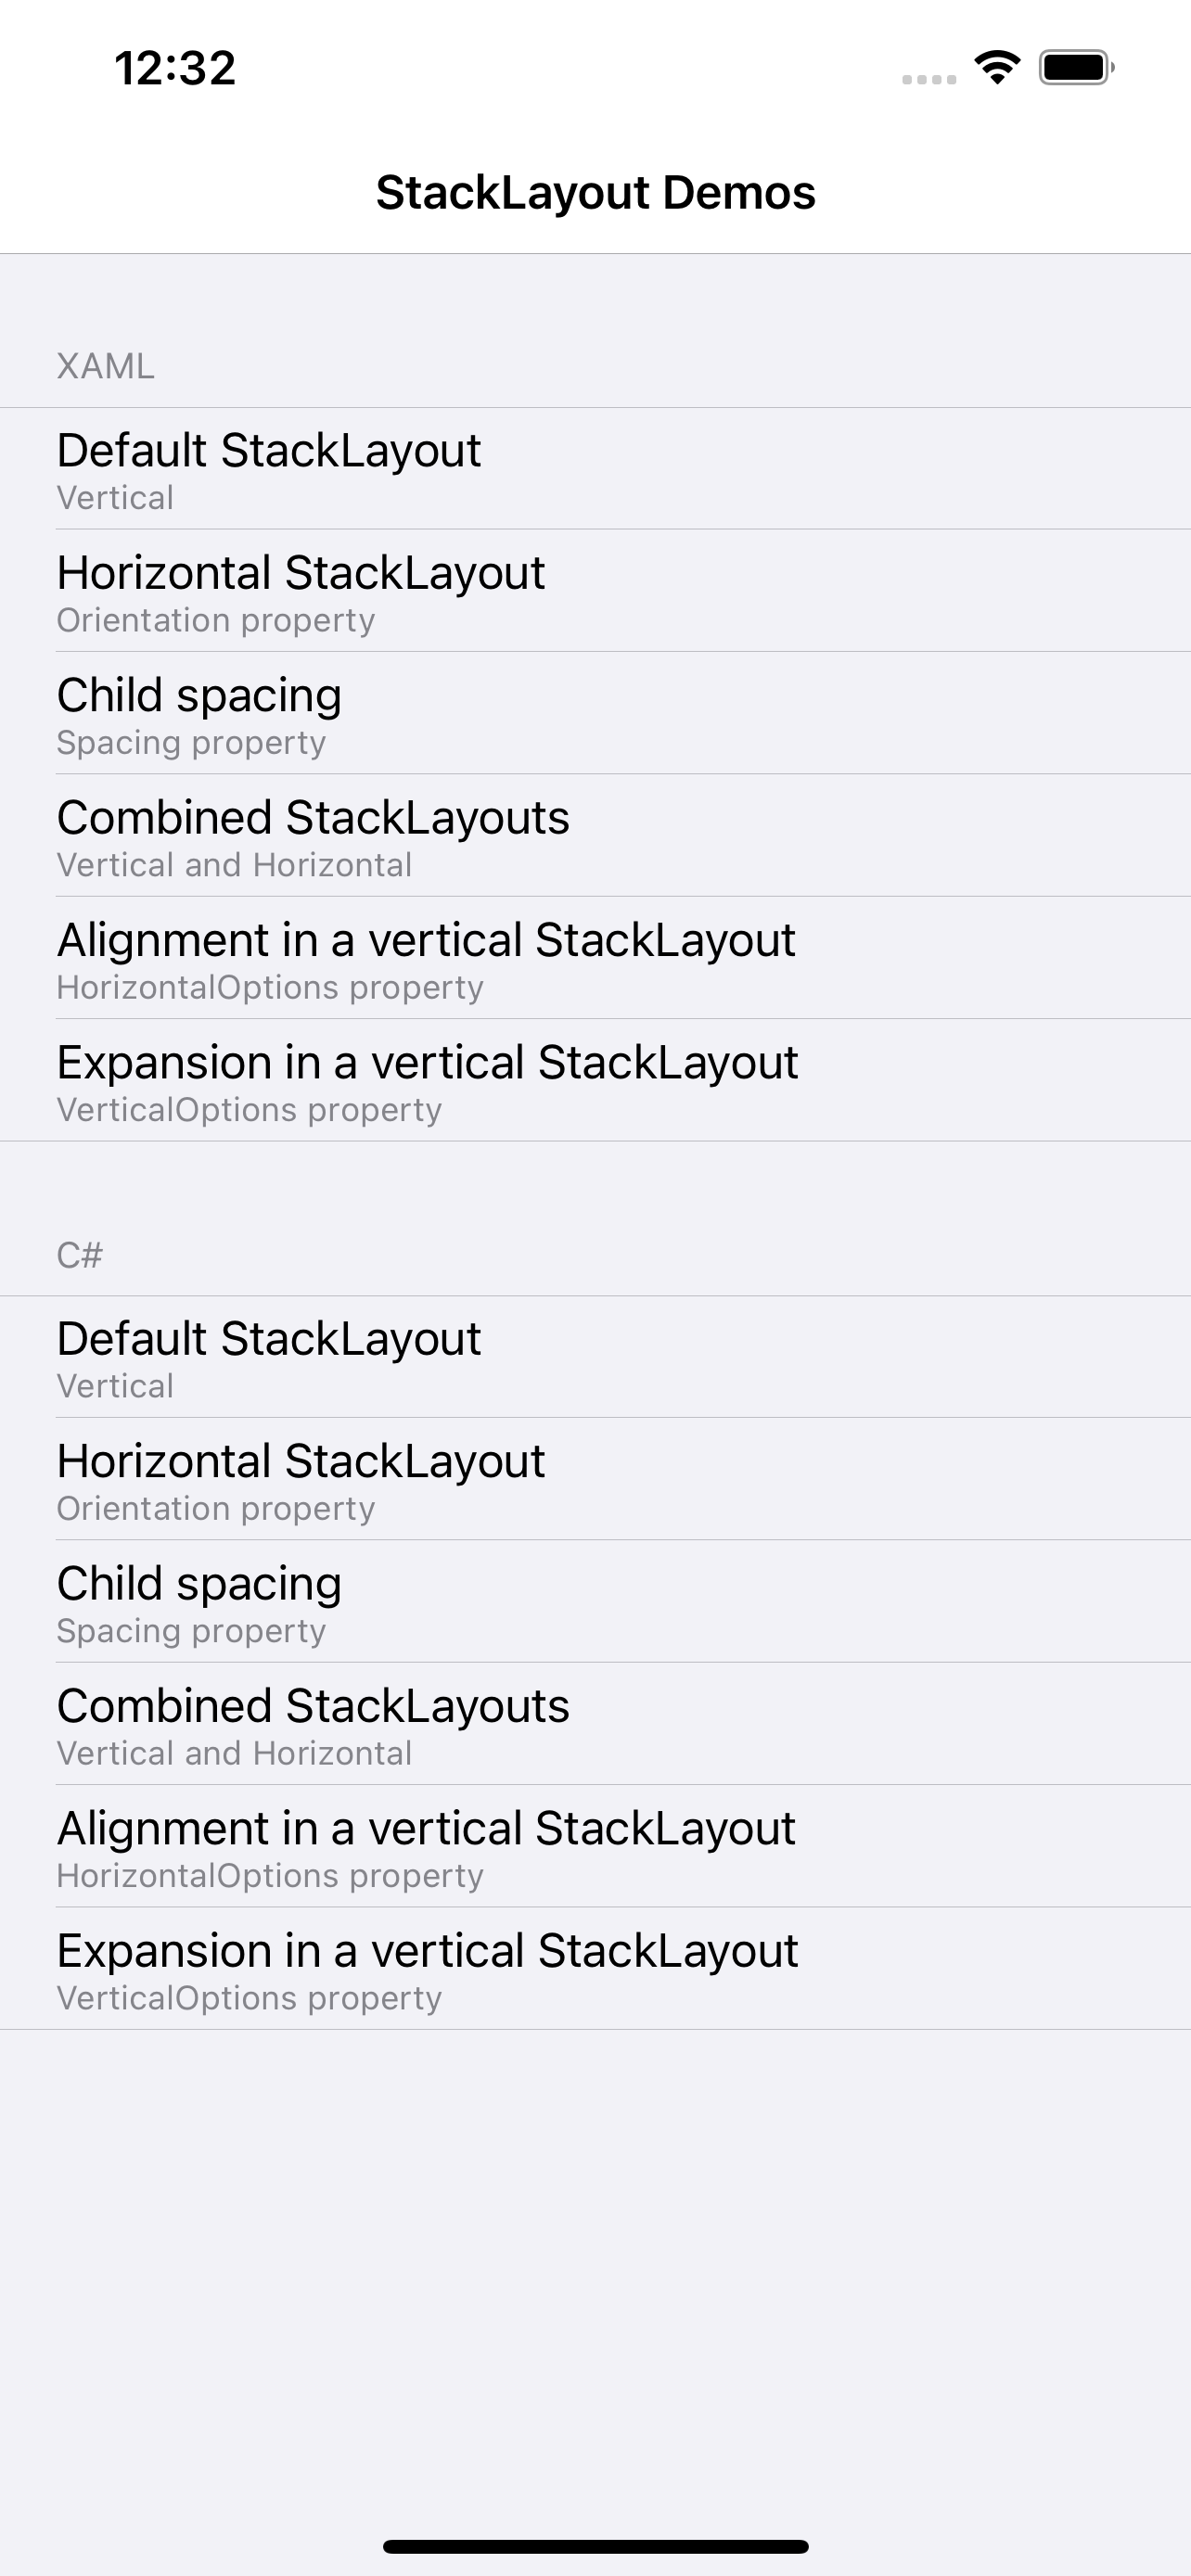 12:32
StackLayout Demos
XAML
Default StackLayout
Vertical
Horizontal StackLayout
Orientation property
Child spacing
Spacing property
Combined StackLayouts
Vertical and Horizontal
Alignment in a vertical StackLayout
HorizontalOptions property
Expansion in a vertical StackLayout
VerticalOptions property
C#
Default StackLayout
Vertical
Horizontal StackLayout
Orientation property
Child spacing
Spacing property
Combined StackLayouts
Vertical and Horizontal
Alignment in a vertical StackLayout
HorizontalOptions property
Expansion in a vertical StackLayout
VerticalOptions property